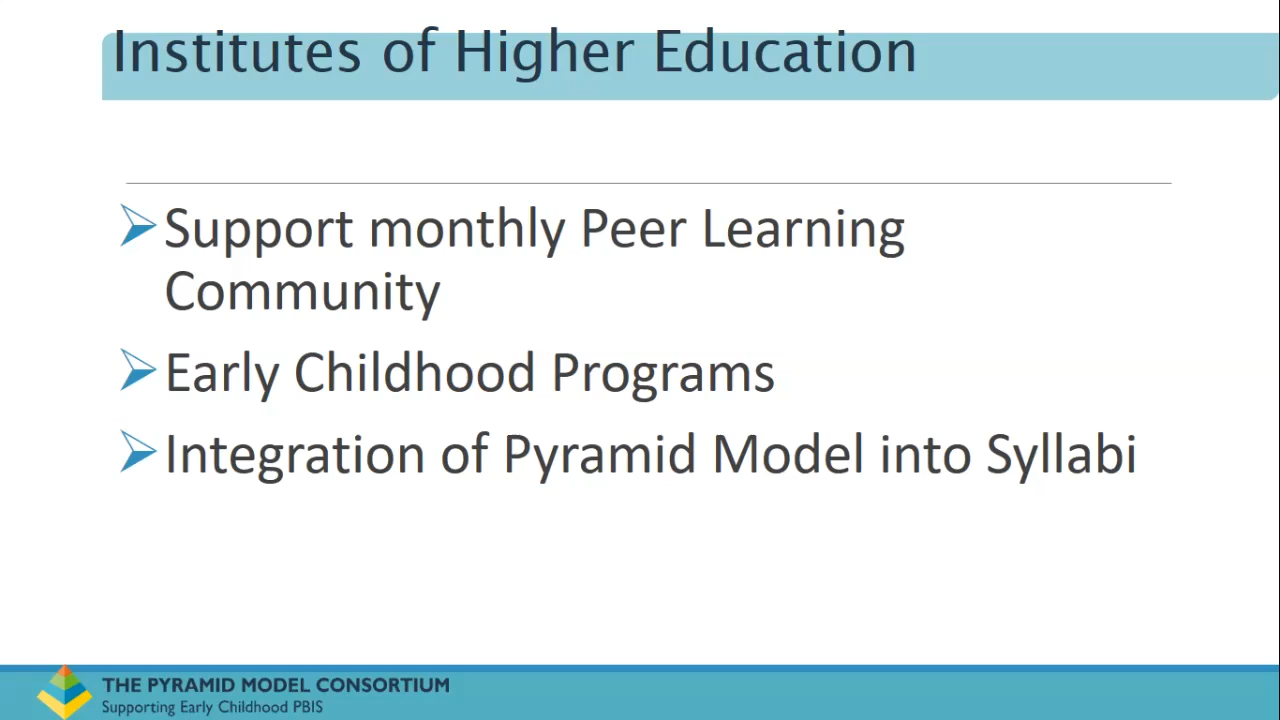 Institutes of Higher Education
Support monthly Peer Learning
Community
Early Childhood Programs
Integration of Pyramid Model into Syllabi
THE PYRAMID MODEL CONSORTIUM
Supporting Early Childhood PBIS